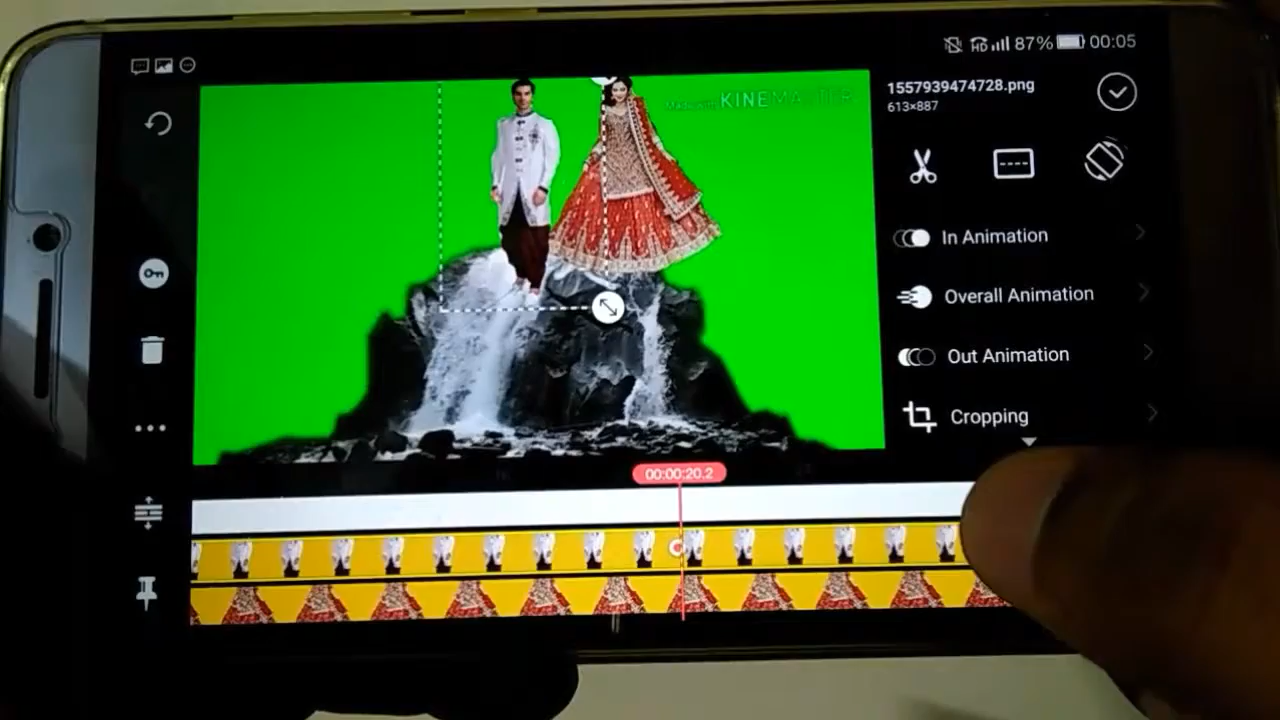 HD 87% 00:05
1557939474728.png
613×887
Made with KINEMASTER
In Animation
Overall Animation
Out Animation
Cropping
00:00:20.2